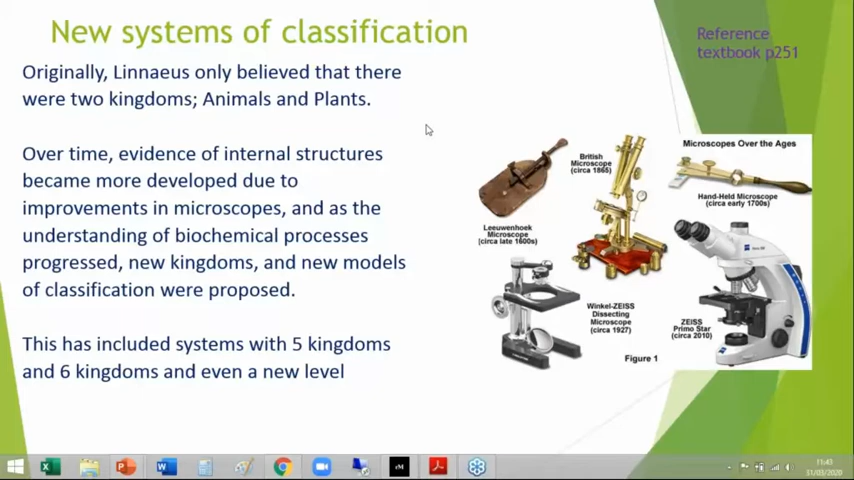 New systems of classification
Reference
textbook p251
Originally, Linnaeus only believed that there
were two kingdoms; Animals and Plants.
Over time, evidence of internal structures
became more developed due to
improvements in microscopes, and as the
understanding of biochemical processes
progressed, new kingdoms, and new models
of classification were proposed.
This has included systems with 5 kingdoms
and 6 kingdoms and even a new level
Microscopes Over the Ages
British
Microscope
(circa 1865)
Hand-Held Microscope
(circa early 1700s)
Leeuwenhoek
Microscope
(circa late 1600s)
Winkel-ZEISS
Dissecting
Microscope
(circa 1927)
ZEISS
Primo Star
(circa 2010)
Figure 1
11:43
31/03/2020